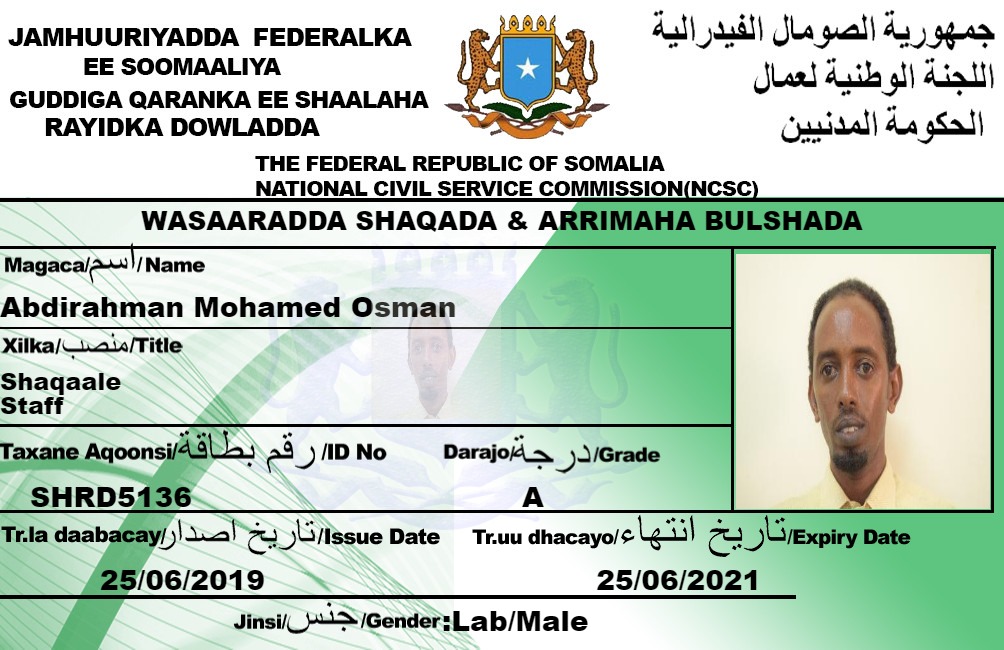 JAMHUURIYADDA FEDERALKA
EE SOOMAALIYA
GUDDIGA QARANKA EE SHAALAHA
RAYIDKA DOWLADDA
جمهورية الصومال الفيدرالية
اللجنة الوطنية لعمال
الحكومة المدنيين
THE FEDERAL REPUBLIC OF SOMALIA
NATIONAL CIVIL SERVICE COMMISSION(NCSC)
WASAARADDA SHAQADA & ARRIMAHA BULSHADA
Magaca/اسم/Name
Abdirahman Mohamed Osman
Xilka/منصب/Title
Shaqaale
Staff
Taxane Aqoonsi/رقم بطاقة/ID No
Darajo/درجة/Grade
SHRD5136
A
Tr.la daabacay/تاريخ اصدار/Issue Date
Tr.uu dhacayo/تاريخ انتهاء/Expiry Date
25/06/2019
25/06/2021
Jinsi/جنس/Gender:Lab/Male